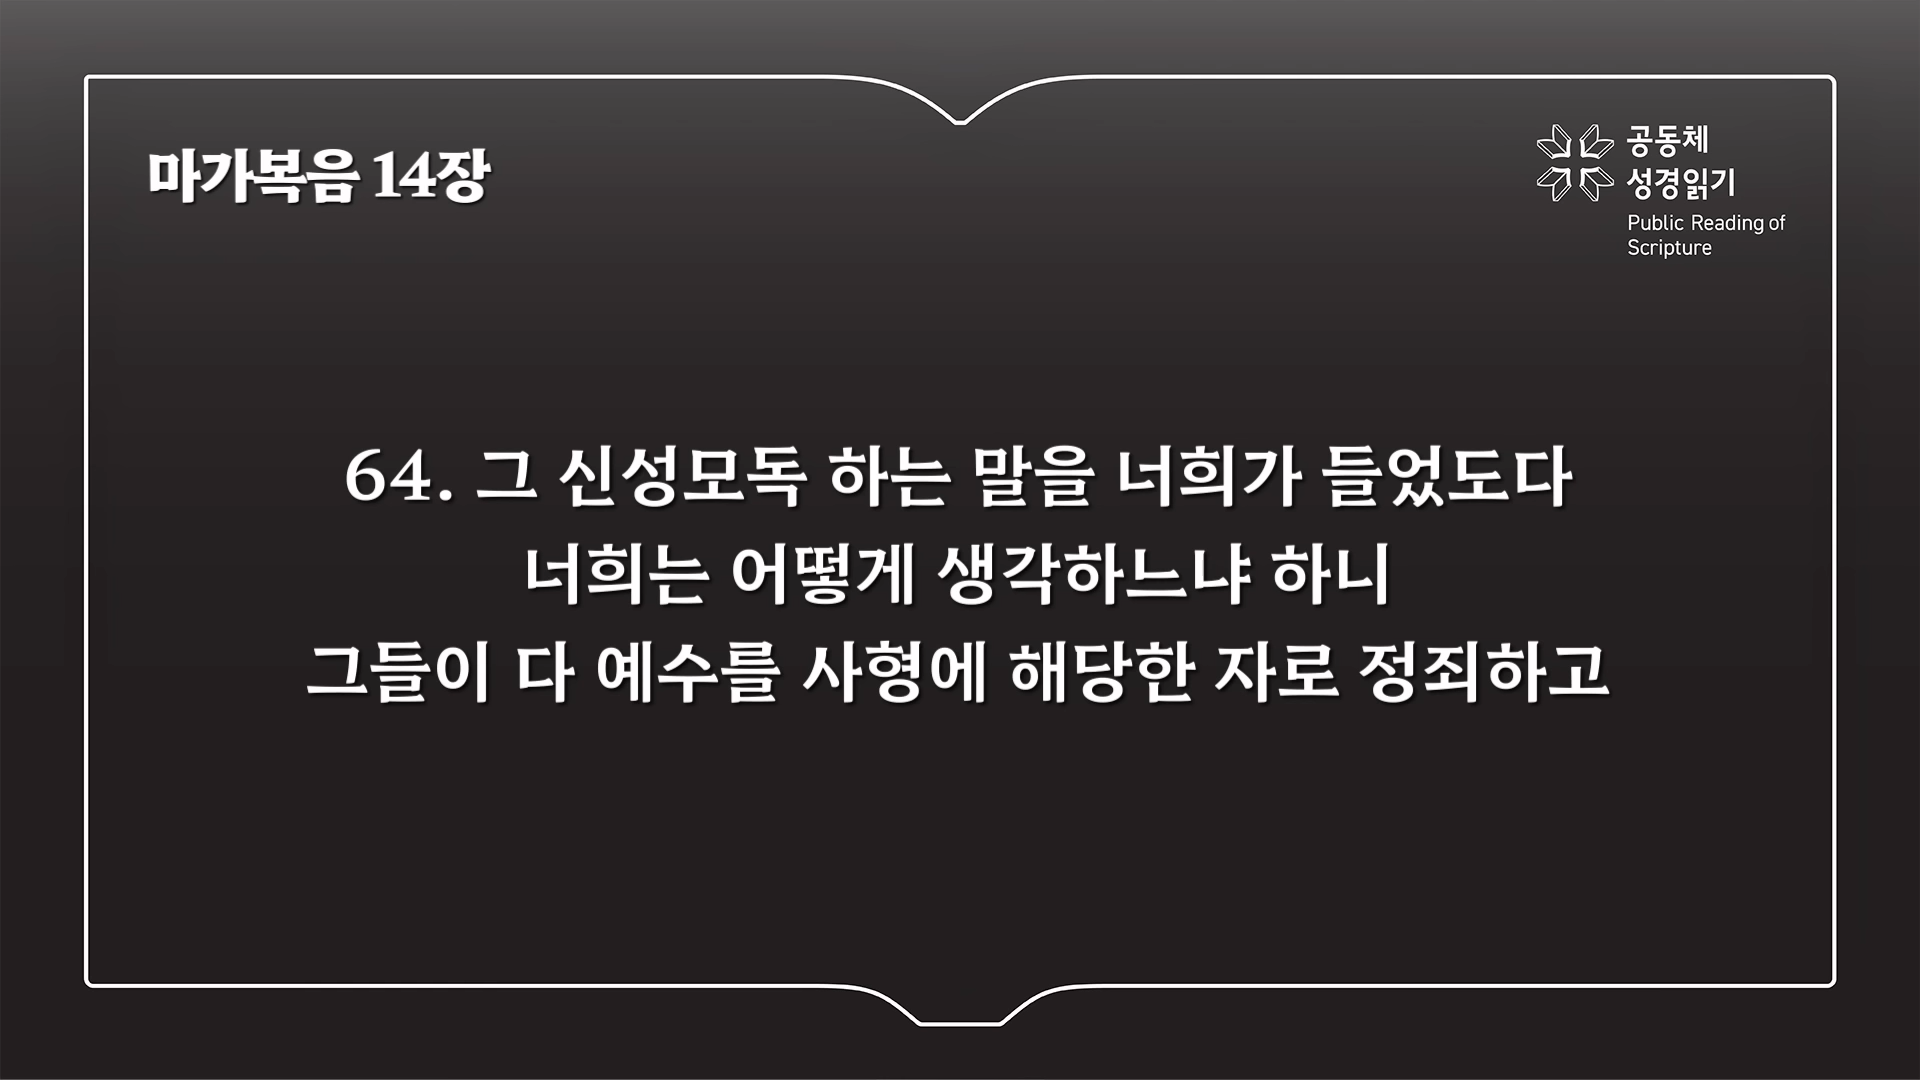 마가복음 14장
공동체
성경읽기
Public Reading of
Scripture
64. 그 신성모독 하는 말을 너희가 들었도다
너희는 어떻게 생각하느냐 하니
그들이 다 예수를 사형에 해당한 자로 정죄하고